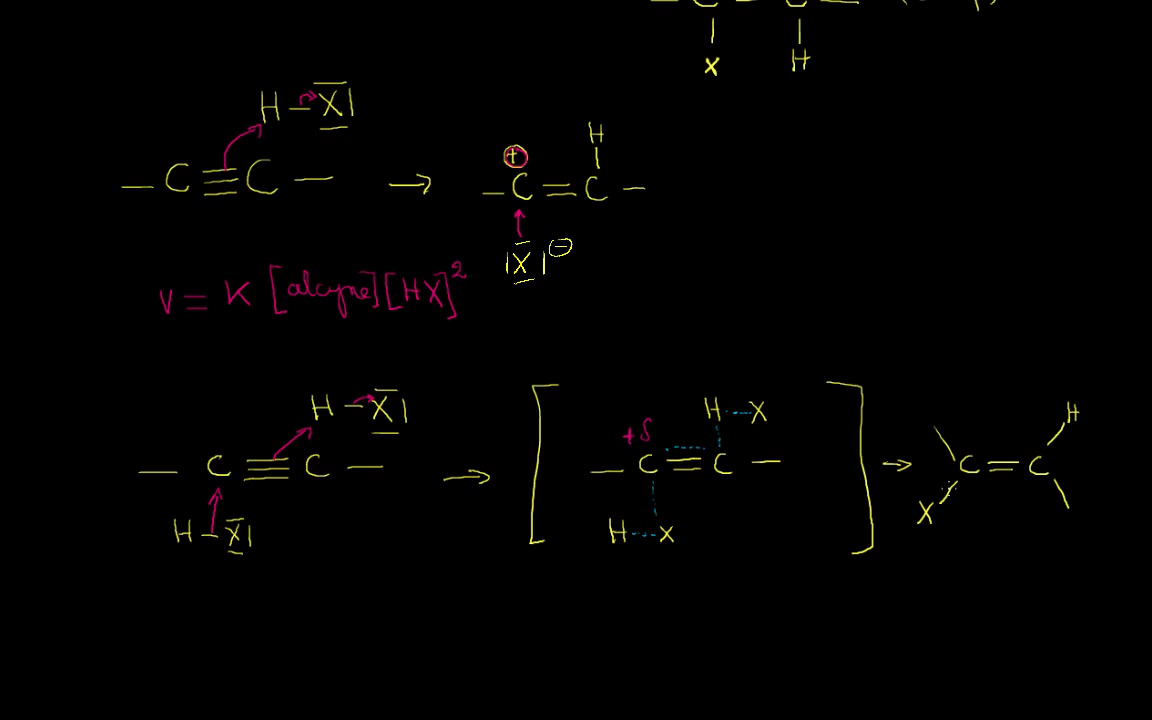 X H
H – X|
– C ≡ C – → – C = C –
⊕ H
|X|⊖
V = K [alcyne][HX]²
H – X| +δ H -- X H
– C ≡ C – → [ – C = C – ] → C = C
H – X| H --- X X